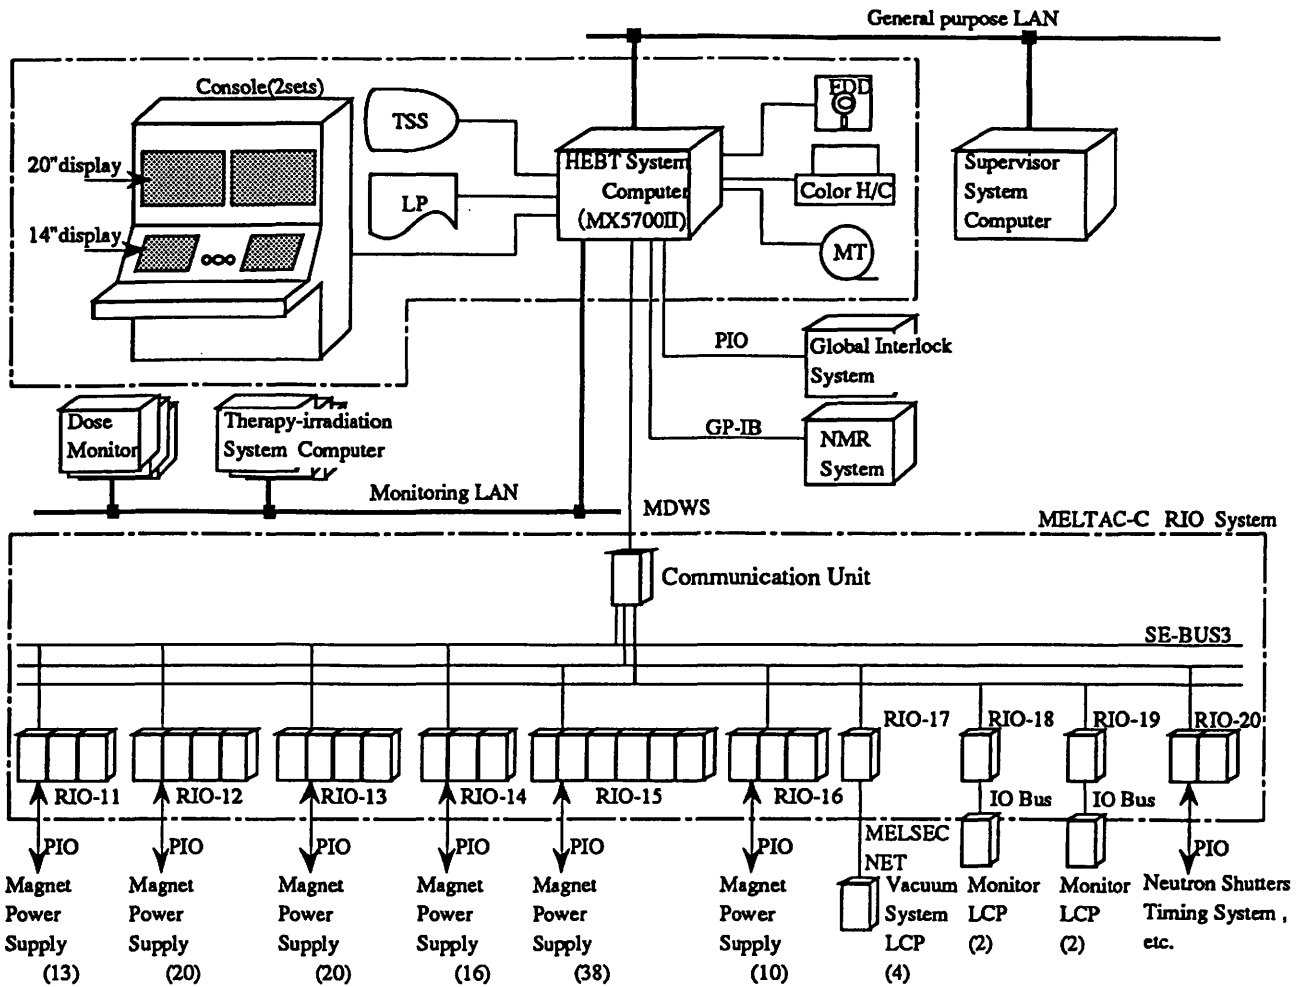 General purpose LAN
Console(2sets)
TSS
FDD
20"display
HEBT System
Computer
(MX5700II)
Supervisor
System
Computer
LP
Color H/C
14"display
MT
PIO
Global Interlock
System
Dose
Monitor
Therapy-irradiation
System Computer
GP-IB
NMR
System
Monitoring LAN
MDWS
MELTAC-C RIO System
Communication Unit
SE-BUS3
RIO-17
RIO-18
RIO-19
RIO-20
RIO-11
RIO-12
RIO-13
RIO-14
RIO-15
RIO-16
IO Bus
IO Bus
PIO
PIO
PIO
PIO
PIO
PIO
MELSEC
NET
PIO
Magnet
Power
Supply
(13)
Magnet
Power
Supply
(20)
Magnet
Power
Supply
(20)
Magnet
Power
Supply
(16)
Magnet
Power
Supply
(38)
Magnet
Power
Supply
(10)
Vacuum
System
LCP
(4)
Monitor
LCP
(2)
Monitor
LCP
(2)
Neutron Shutters
Timing System ,
etc.